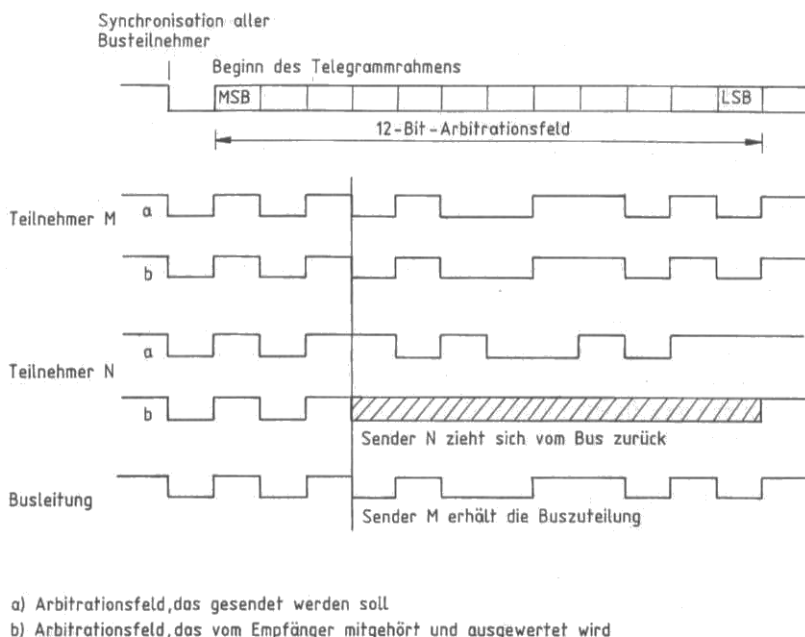 Synchronisation aller
Busteilnehmer
Beginn des Telegrammrahmens
MSB
LSB
12-Bit-Arbitrationsfeld
Teilnehmer M
a
b
Teilnehmer N
a
b
Sender N zieht sich vom Bus zurück
Busleitung
Sender M erhält die Buszuteilung
a) Arbitrationsfeld,das gesendet werden soll
b) Arbitrationsfeld,das vom Empfänger mitgehört und ausgewertet wird